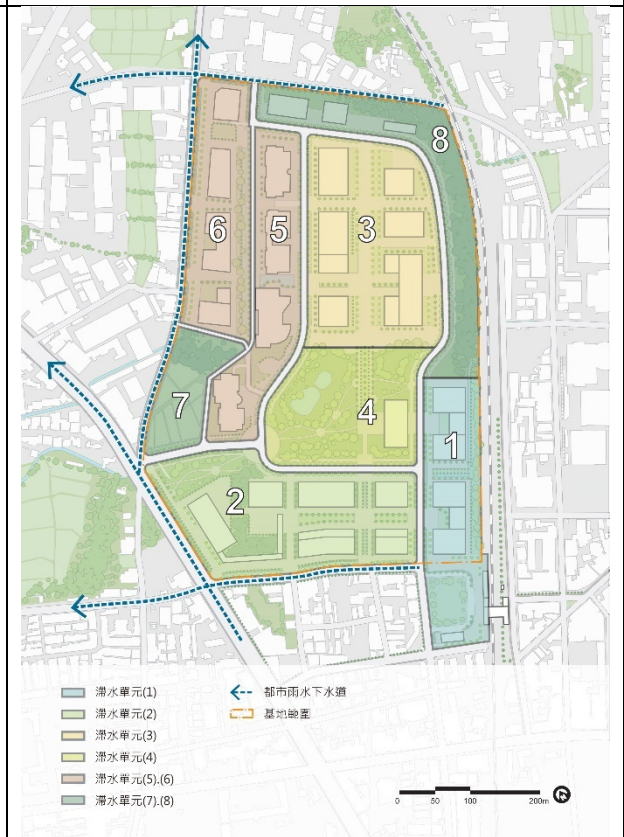 8
6
5
3
7
4
1
2
滯水單元(1)
滯水單元(2)
滯水單元(3)
滯水單元(4)
滯水單元(5).(6)
滯水單元(7).(8)
都市雨水下水道
基地範圍
0 50 100 200m